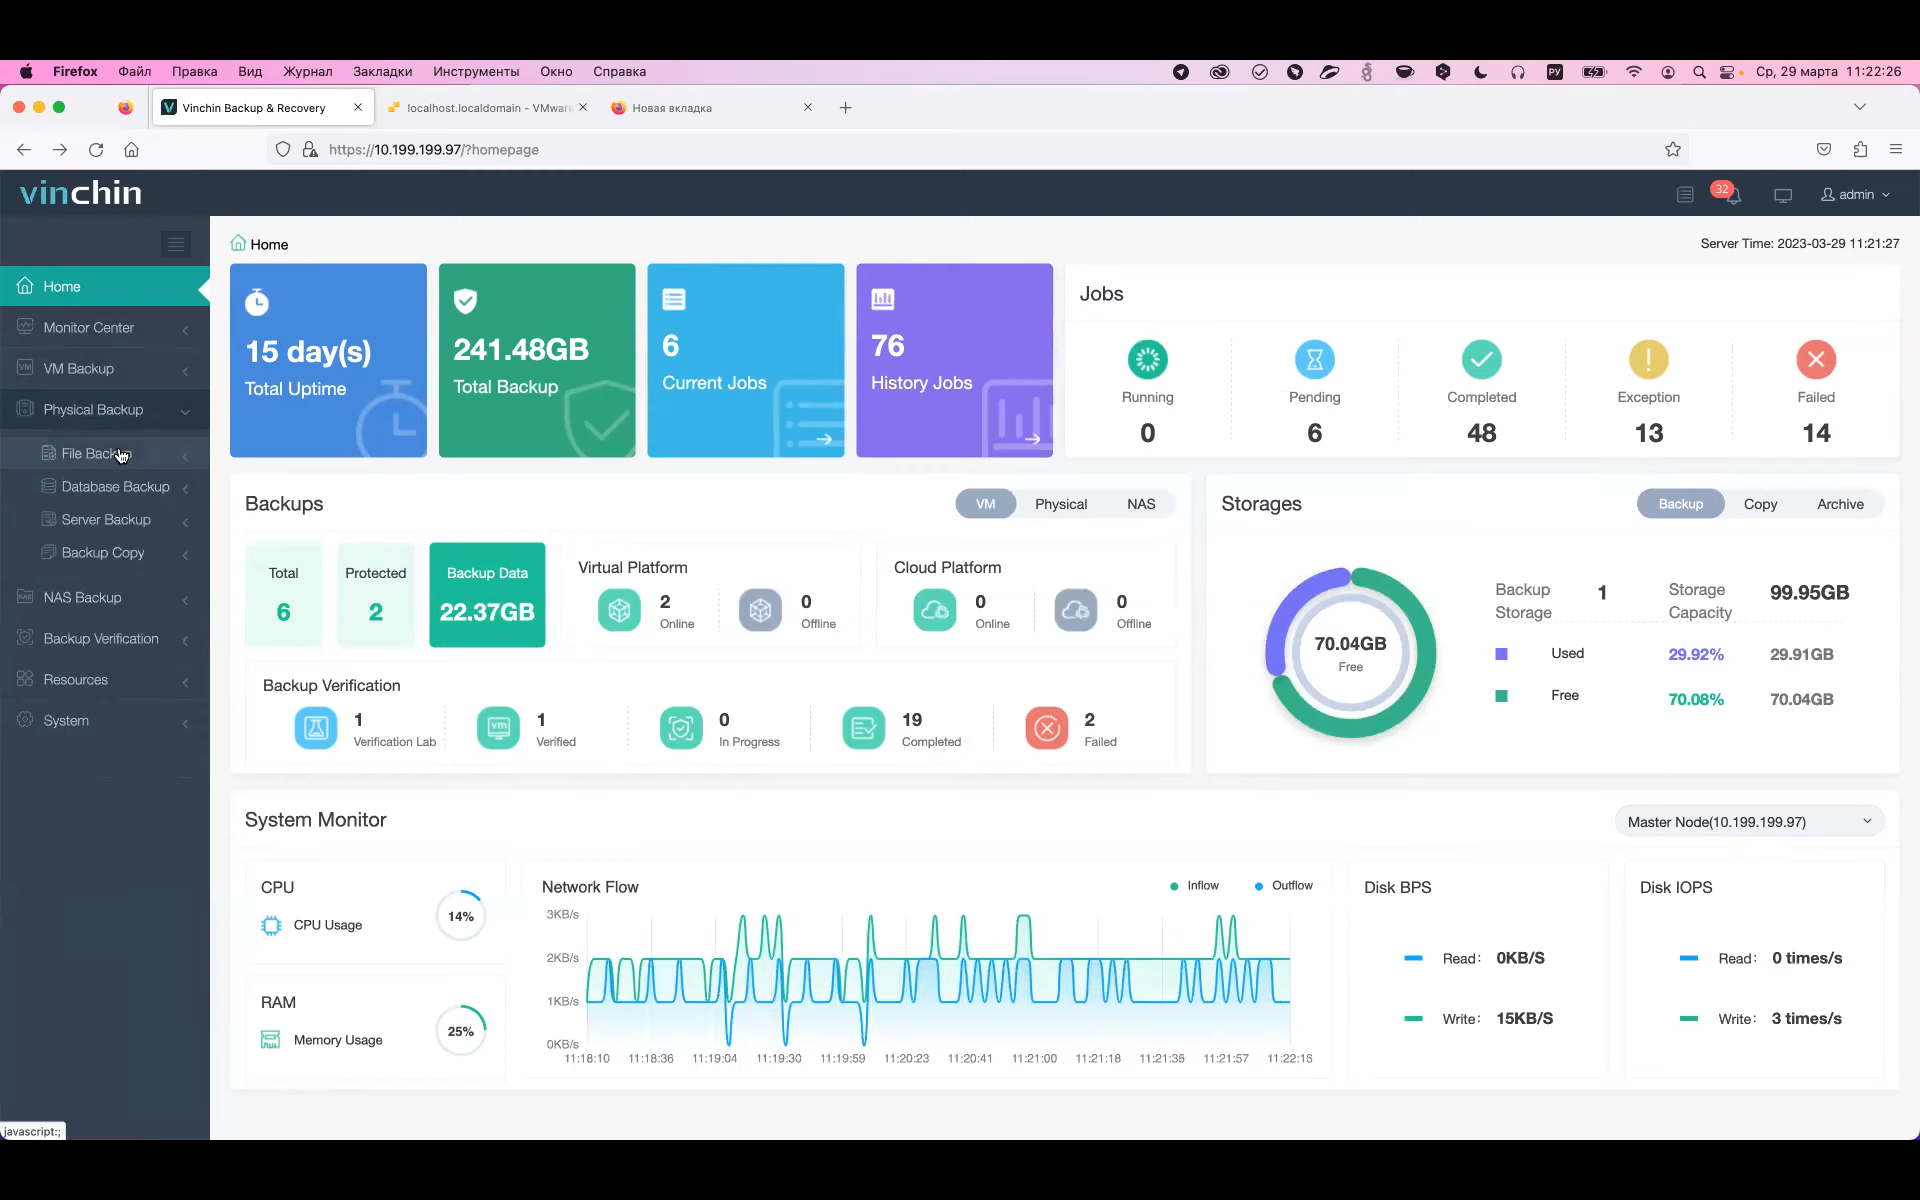 Firefox Файл Правка Вид Журнал Закладки Инструменты Окно Справка РУ Ср, 29 марта 11:22:26
Vinchin Backup & Recovery localhost.localdomain - VMwar Новая вкладка
https://10.199.199.97/?homepage
vinchin 32 admin
Home Server Time: 2023-03-29 11:21:27
Home
Monitor Center
VM Backup
Physical Backup
File Backup
Database Backup
Server Backup
Backup Copy
NAS Backup
Backup Verification
Resources
System
15 day(s)
Total Uptime
241.48GB
Total Backup
6
Current Jobs
76
History Jobs
Jobs
Running Pending Completed Exception Failed
0 6 48 13 14
Backups VM Physical NAS
Total Protected Backup Data
6 2 22.37GB
Virtual Platform
2 Online 0 Offline
Cloud Platform
0 Online 0 Offline
Backup Verification
1 1 0 19 2
Verification Lab Verified In Progress Completed Failed
Storages Backup Copy Archive
70.04GB
Free
Backup Storage 1 Storage Capacity 99.95GB
Used 29.92% 29.91GB
Free 70.08% 70.04GB
System Monitor Master Node(10.199.199.97)
CPU
CPU Usage 14%
RAM
Memory Usage 25%
Network Flow Inflow Outflow
3KB/s
2KB/s
1KB/s
0KB/s
11:18:10 11:18:36 11:19:04 11:19:30 11:19:59 11:20:23 11:20:41 11:21:00 11:21:18 11:21:36 11:21:57 11:22:15
Disk BPS
Read: 0KB/S
Write: 15KB/S
Disk IOPS
Read: 0 times/s
Write: 3 times/s
javascript:;